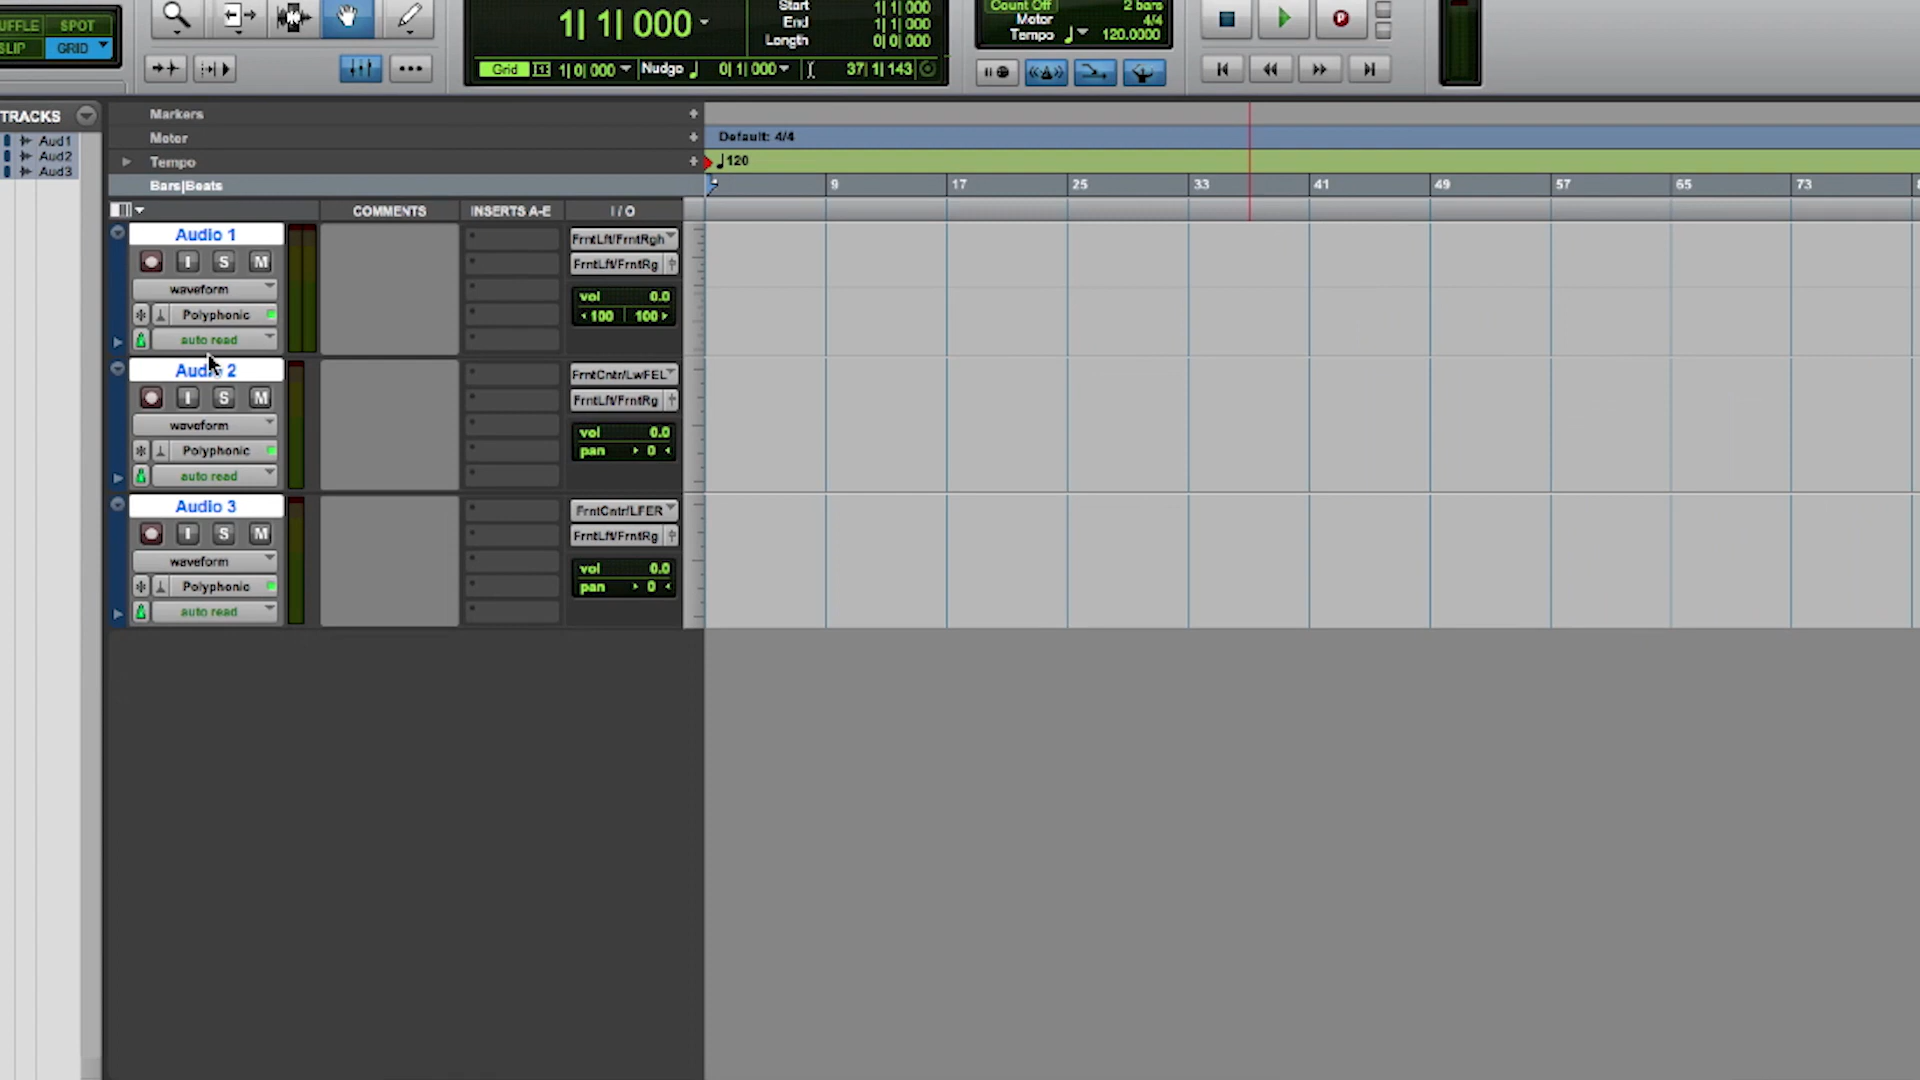 UFFLE SPOT
SLIP GRID
1| 1| 000
Start 1| 1| 000
End 1| 1| 000
Length 0| 0| 000
Grid 1| 0| 000 Nudge 0| 1| 000 37| 1| 143
Count Off 2 bars
Meter 4/4
Tempo 120.0000
TRACKS
Aud1
Aud2
Aud3
Markers
Meter Default: 4/4
Tempo 120
Bars|Beats 9 17 25 33 41 49 57 65 73
COMMENTS INSERTS A-E I / O
Audio 1
I S M
waveform
Polyphonic
auto read
FrntLft/FrntRgh
FrntLft/FrntRg
vol 0.0
100 100
Audio 2
I S M
waveform
Polyphonic
auto read
FrntCntr/LwFEL
FrntLft/FrntRg
vol 0.0
pan 0
Audio 3
I S M
waveform
Polyphonic
auto read
FrntCntr/LFER
FrntLft/FrntRg
vol 0.0
pan 0